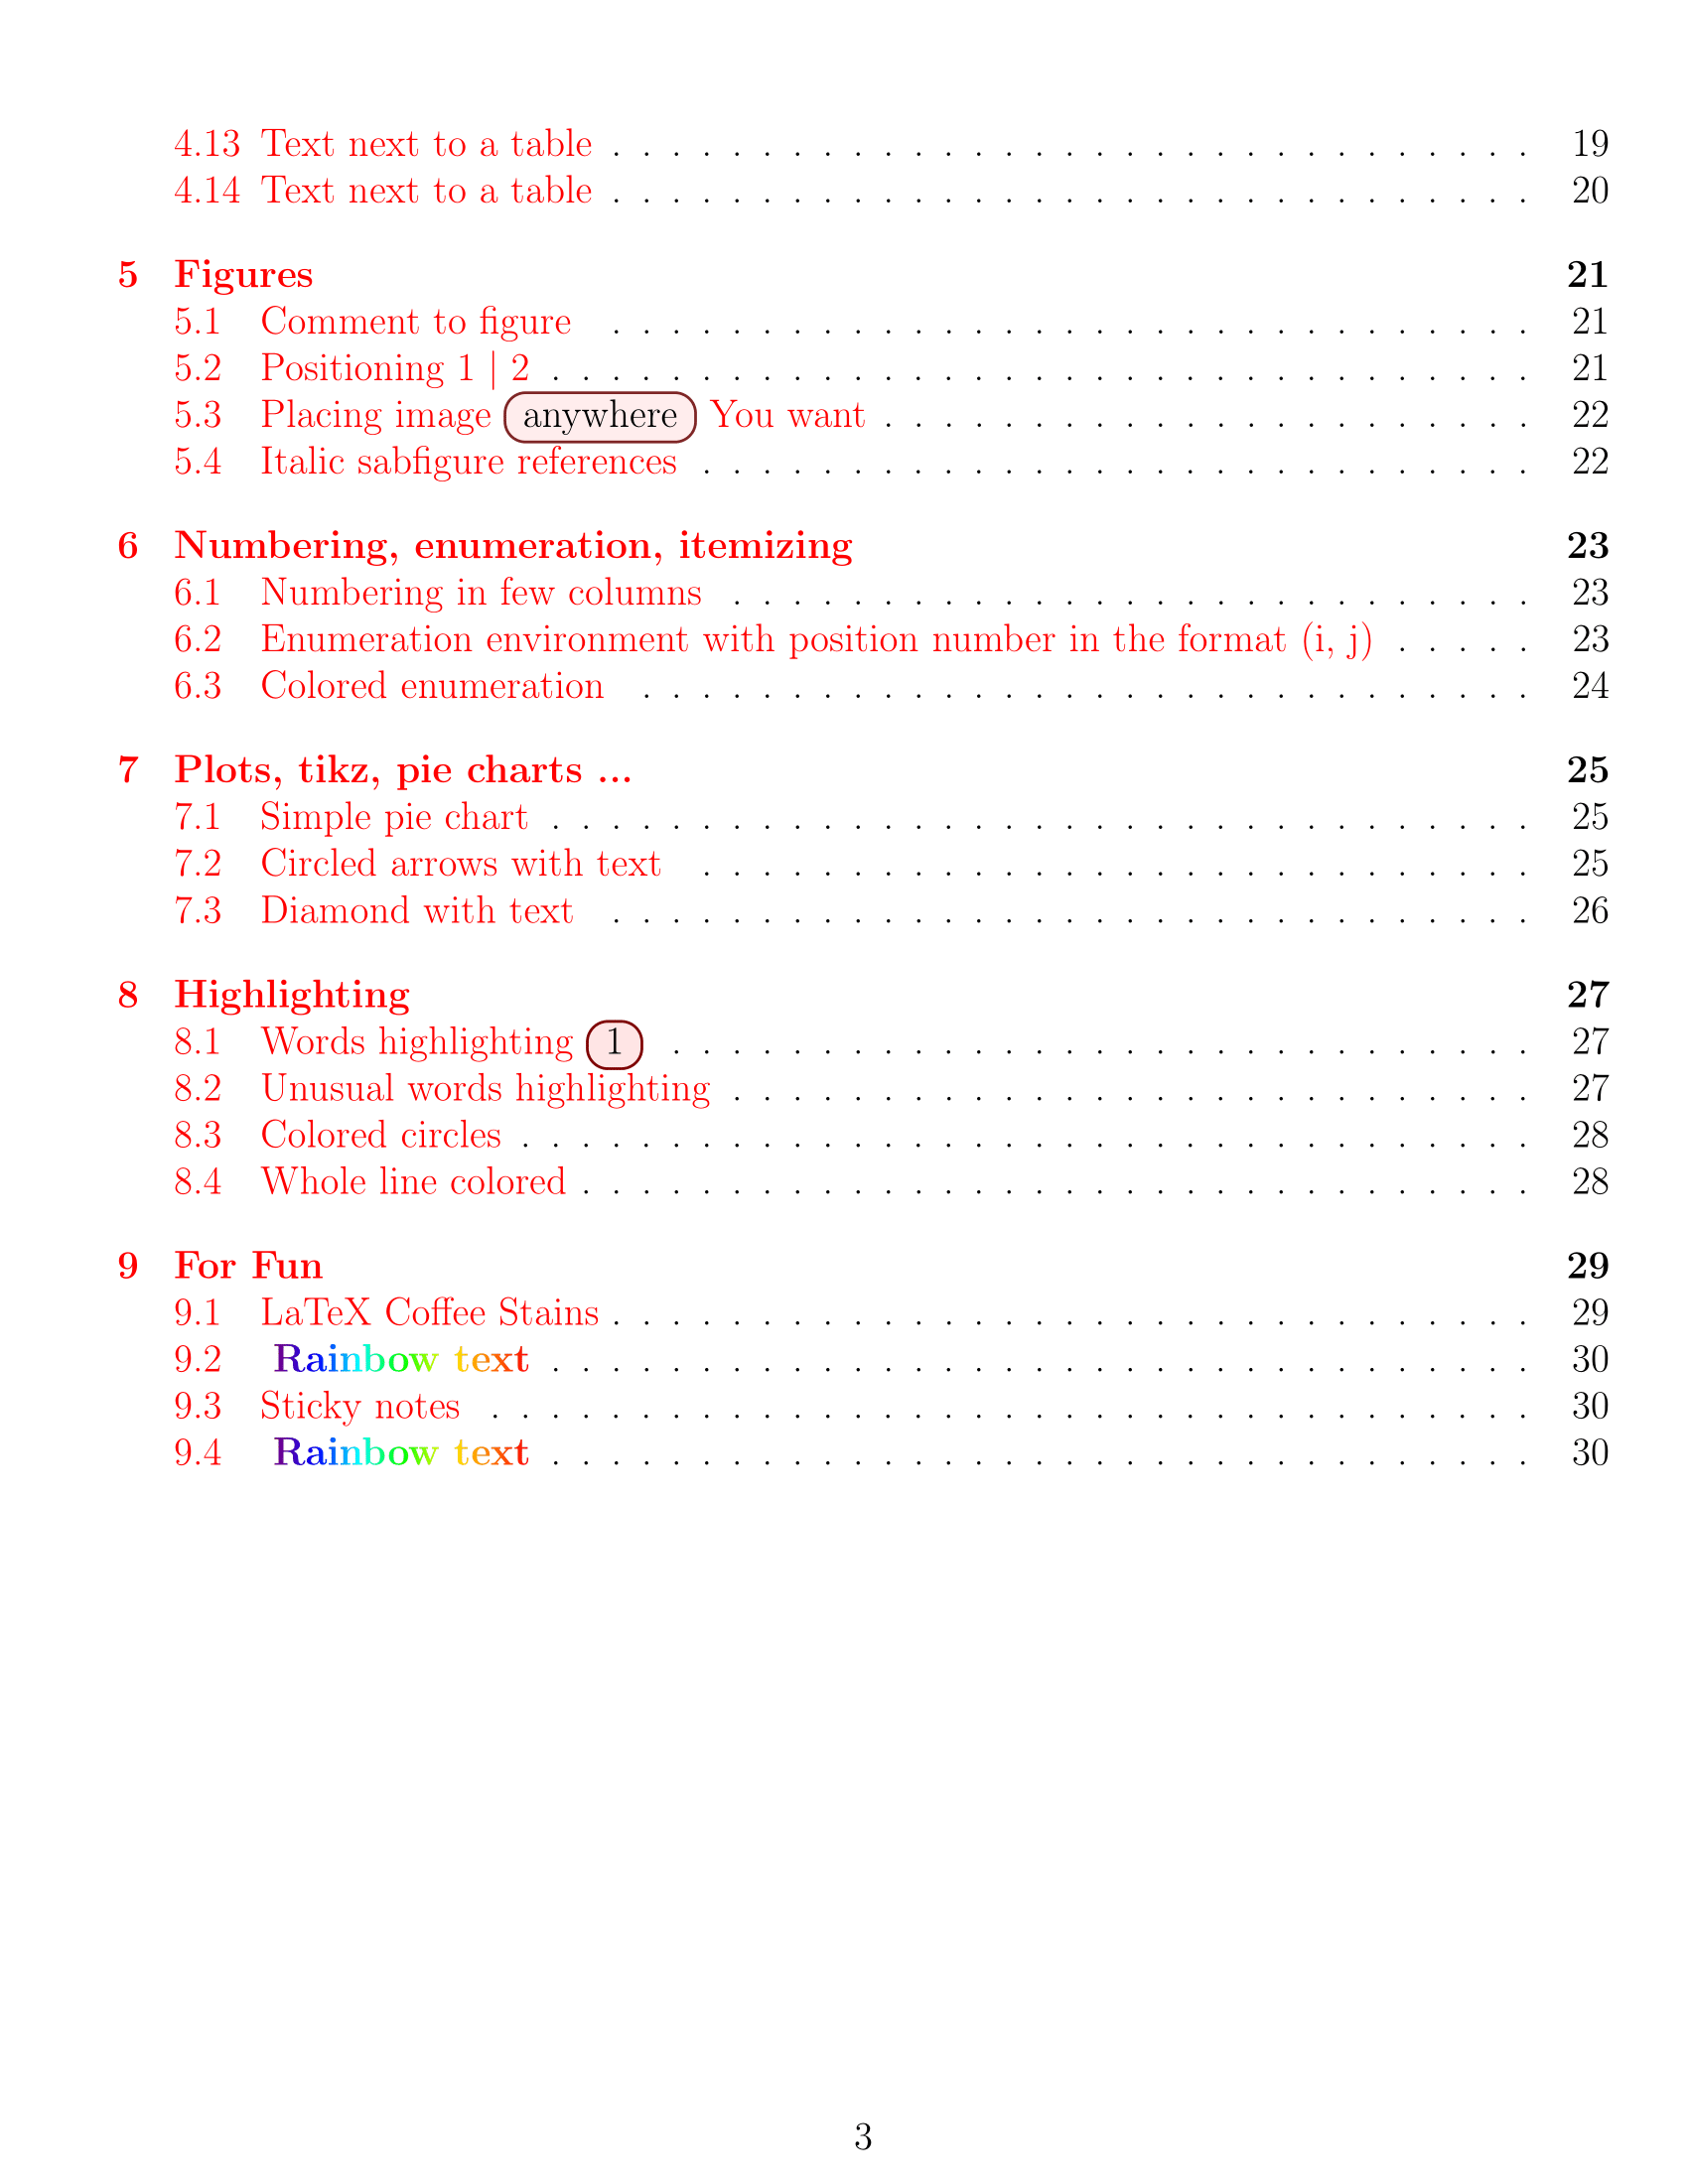 4.13 Text next to a table . . . . . . . . . . . . . . . . . . . . . . . . . . . . . . . 19
4.14 Text next to a table . . . . . . . . . . . . . . . . . . . . . . . . . . . . . . . 20
5 Figures 21
5.1 Comment to figure . . . . . . . . . . . . . . . . . . . . . . . . . . . . . . . 21
5.2 Positioning 1 | 2 . . . . . . . . . . . . . . . . . . . . . . . . . . . . . . . . . 21
5.3 Placing image anywhere You want . . . . . . . . . . . . . . . . . . . . . . 22
5.4 Italic sabfigure references . . . . . . . . . . . . . . . . . . . . . . . . . . . . 22
6 Numbering, enumeration, itemizing 23
6.1 Numbering in few columns . . . . . . . . . . . . . . . . . . . . . . . . . . . 23
6.2 Enumeration environment with position number in the format (i, j) . . . . . 23
6.3 Colored enumeration . . . . . . . . . . . . . . . . . . . . . . . . . . . . . . 24
7 Plots, tikz, pie charts ... 25
7.1 Simple pie chart . . . . . . . . . . . . . . . . . . . . . . . . . . . . . . . . . 25
7.2 Circled arrows with text . . . . . . . . . . . . . . . . . . . . . . . . . . . . 25
7.3 Diamond with text . . . . . . . . . . . . . . . . . . . . . . . . . . . . . . . 26
8 Highlighting 27
8.1 Words highlighting 1 . . . . . . . . . . . . . . . . . . . . . . . . . . . . . 27
8.2 Unusual words highlighting . . . . . . . . . . . . . . . . . . . . . . . . . . . 27
8.3 Colored circles . . . . . . . . . . . . . . . . . . . . . . . . . . . . . . . . . . 28
8.4 Whole line colored . . . . . . . . . . . . . . . . . . . . . . . . . . . . . . . . 28
9 For Fun 29
9.1 LaTeX Coffee Stains . . . . . . . . . . . . . . . . . . . . . . . . . . . . . . . 29
9.2 Rainbow text . . . . . . . . . . . . . . . . . . . . . . . . . . . . . . . . . 30
9.3 Sticky notes . . . . . . . . . . . . . . . . . . . . . . . . . . . . . . . . . . . 30
9.4 Rainbow text . . . . . . . . . . . . . . . . . . . . . . . . . . . . . . . . . 30
3